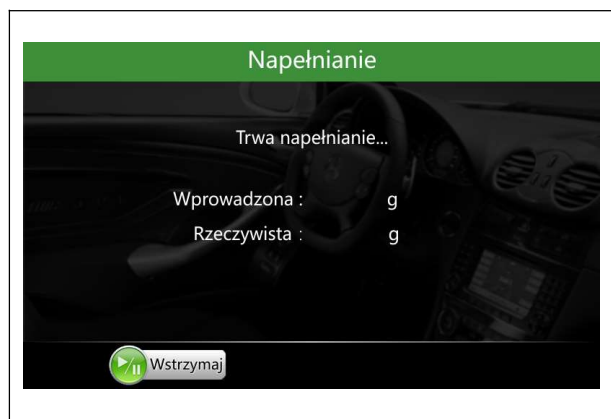 Napełnianie
Trwa napełnianie...
Wprowadzona : g
Rzeczywista : g
Wstrzymaj